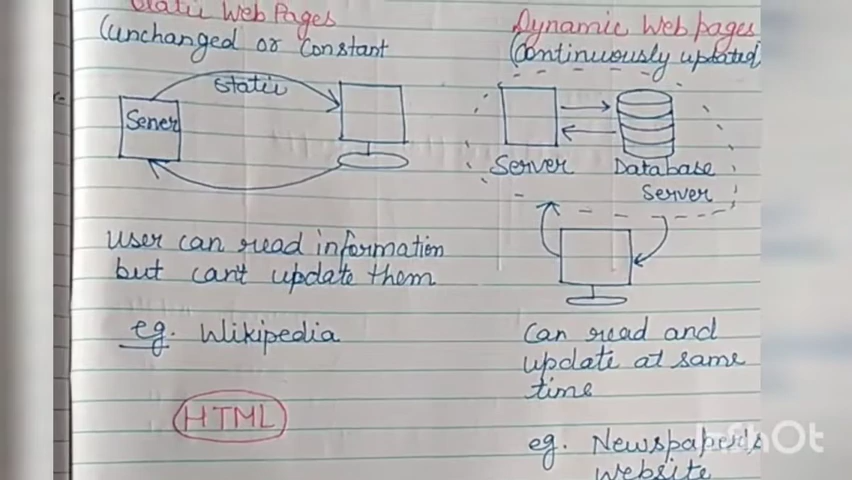 Static Web Pages
(unchanged or constant
static
Server
user can read information
but can't update them
eg. Wikipedia
HTML
Dynamic Web pages
(Continuously updated
Server
Database
Server
Can read and
update at same
time
eg. Newspaper's
website
InShot